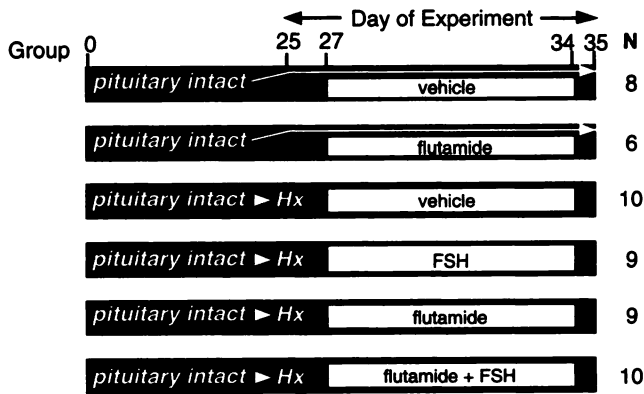 Day of Experiment
Group 0 25 27 34 35 N
pituitary intact vehicle 8
pituitary intact flutamide 6
pituitary intact ► Hx vehicle 10
pituitary intact ► Hx FSH 9
pituitary intact ► Hx flutamide 9
pituitary intact ► Hx flutamide + FSH 10